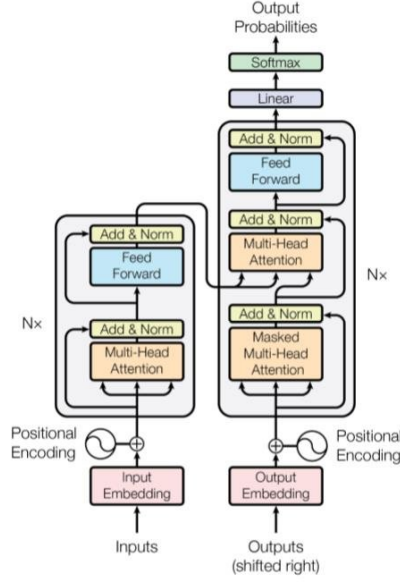 Output
Probabilities
Softmax
Linear
Add & Norm
Feed
Forward
Add & Norm
Multi-Head
Attention
Add & Norm
Masked
Multi-Head
Attention
Nx
Add & Norm
Feed
Forward
Add & Norm
Multi-Head
Attention
Nx
Positional
Encoding
Positional
Encoding
Input
Embedding
Output
Embedding
Inputs
Outputs
(shifted right)